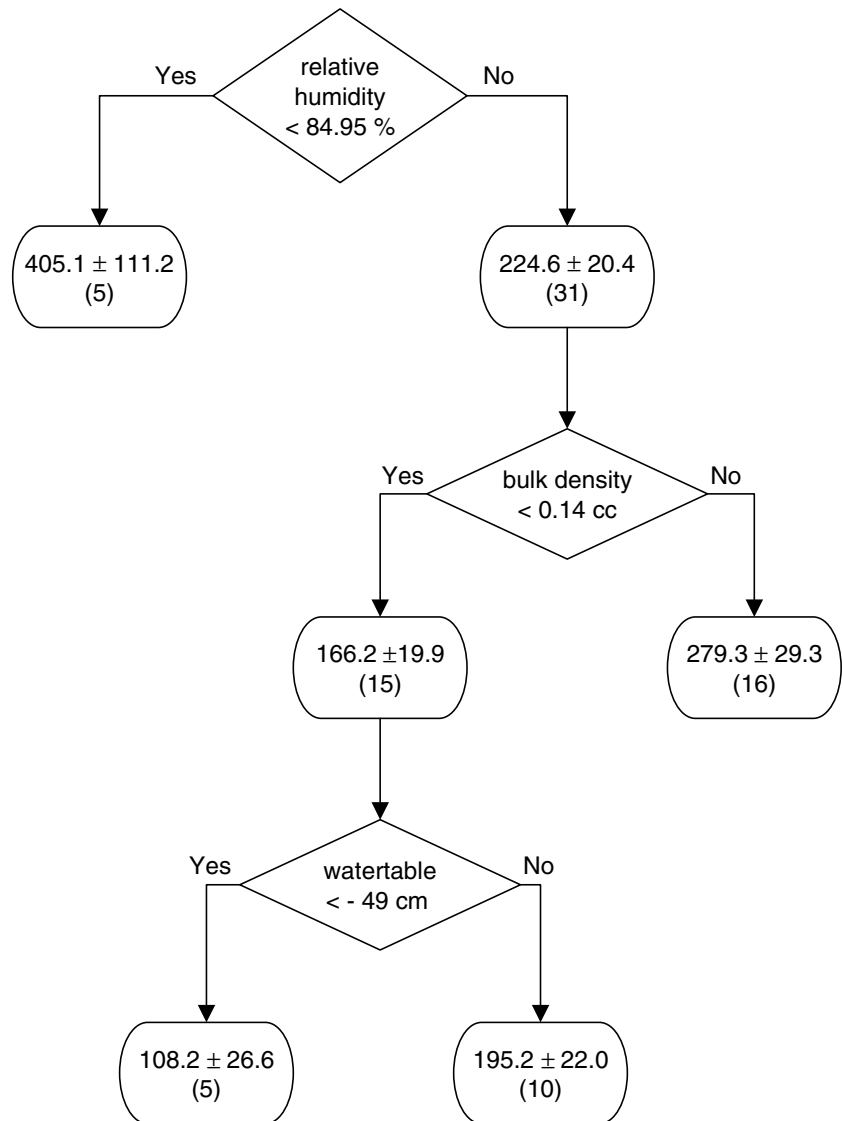 Yes
relative
humidity
< 84.95 %
No
405.1 ± 111.2
(5)
224.6 ± 20.4
(31)
Yes
bulk density
< 0.14 cc
No
166.2 ±19.9
(15)
279.3 ± 29.3
(16)
Yes
watertable
< - 49 cm
No
108.2 ± 26.6
(5)
195.2 ± 22.0
(10)